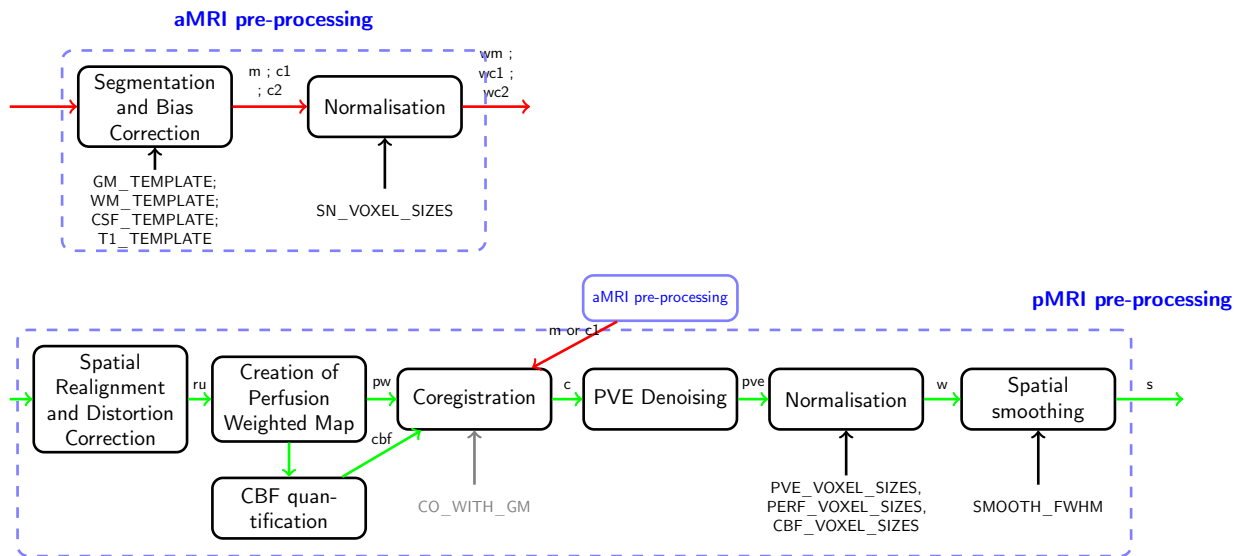 aMRI pre-processing
Segmentation
and Bias
Correction
m ; c1
; c2
Normalisation
wm ;
wc1 ;
wc2
GM_TEMPLATE;
WM_TEMPLATE;
CSF_TEMPLATE;
T1_TEMPLATE
SN_VOXEL_SIZES
aMRI pre-processing
pMRI pre-processing
m or c1
Spatial
Realignment
and Distortion
Correction
ru
Creation of
Perfusion
Weighted Map
pw
cbf
Coregistration
c
PVE Denoising
pve
Normalisation
w
Spatial
smoothing
s
CBF quan-
tification
CO_WITH_GM
PVE_VOXEL_SIZES,
PERF_VOXEL_SIZES,
CBF_VOXEL_SIZES
SMOOTH_FWHM